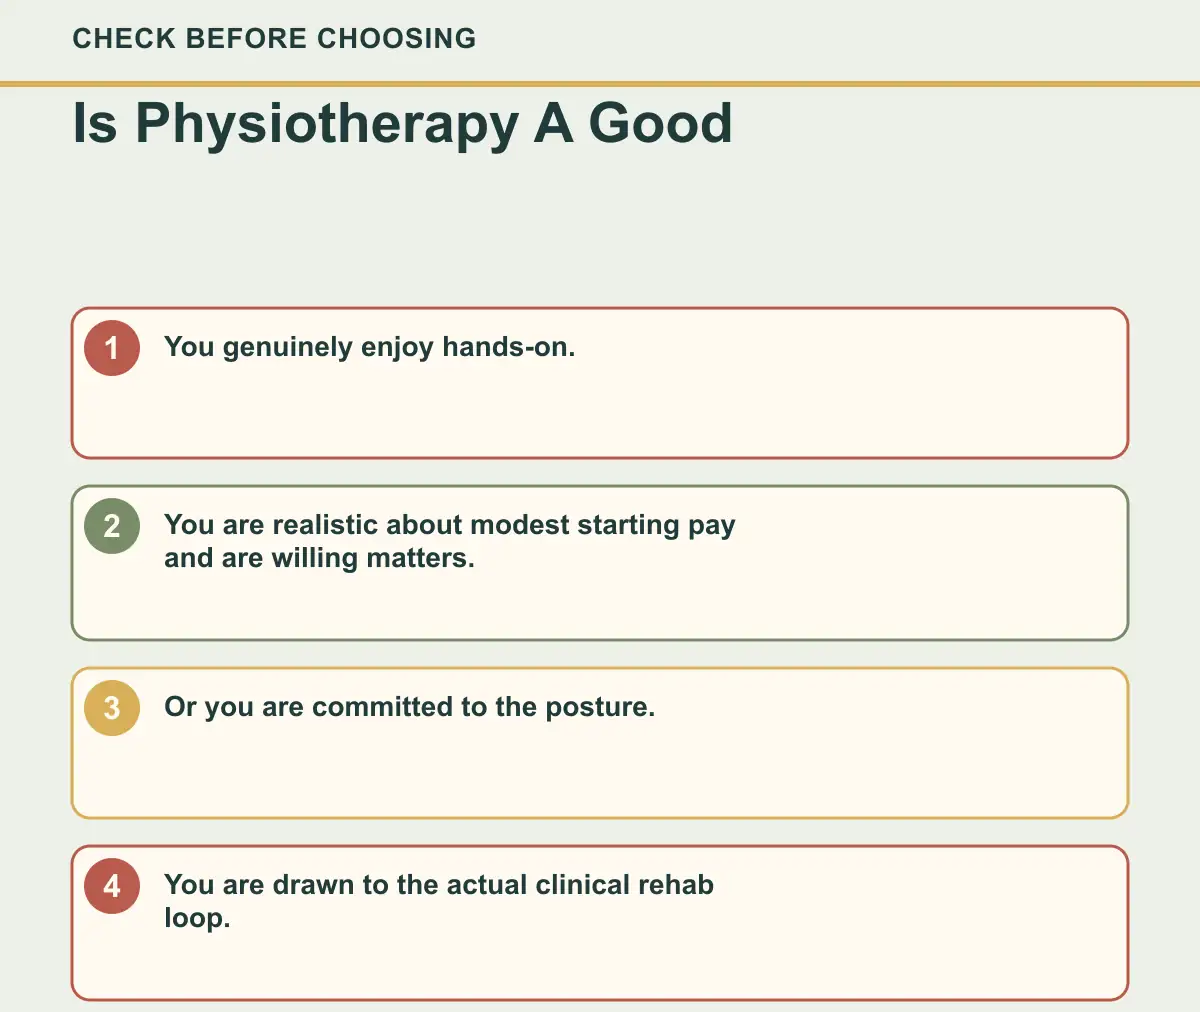 CHECK BEFORE CHOOSING
Is Physiotherapy A Good
1
You genuinely enjoy hands-on.
2
You are realistic about modest starting pay
and are willing matters.
3
Or you are committed to the posture.
4
You are drawn to the actual clinical rehab
loop.